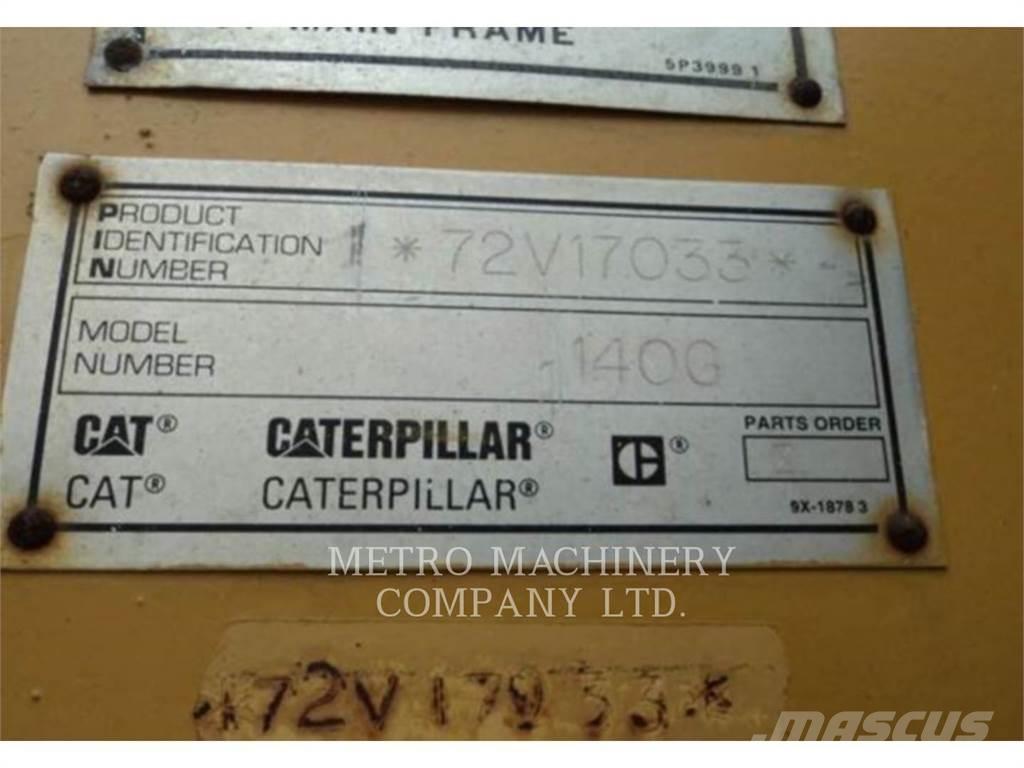 MAIN FRAME
5P3999 1
PRODUCT
IDENTIFICATION 1 *72V17033*
NUMBER
MODEL
NUMBER 140G
CAT® CATERPILLAR® ® PARTS ORDER
CAT® CATERPILLAR®
9X-1878 3
METRO MACHINERY
COMPANY LTD.
*72V17033*
MASCUS